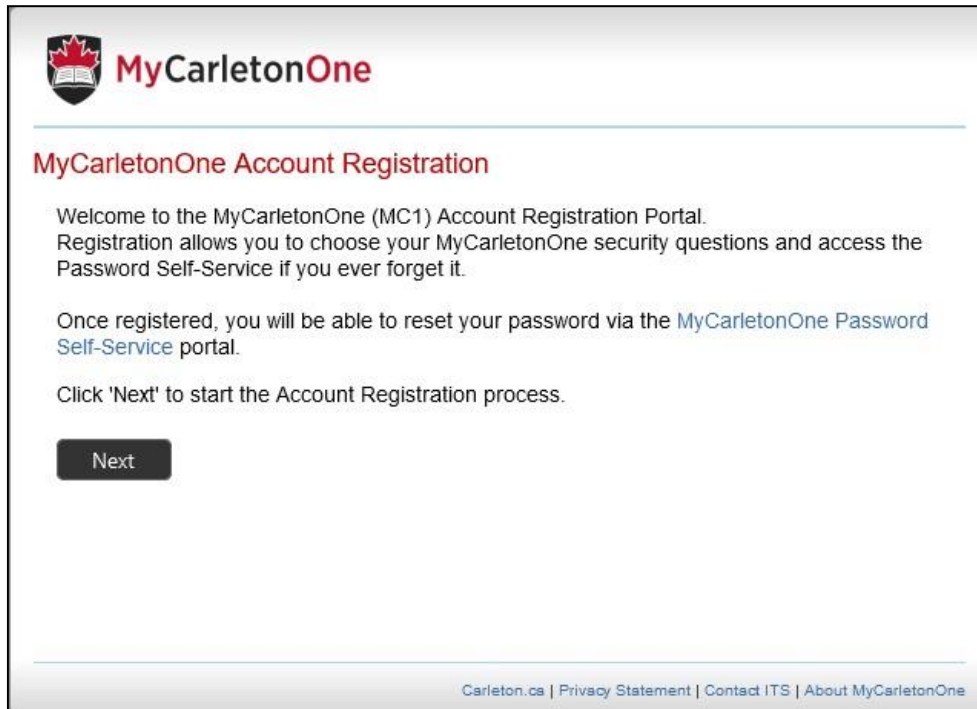 MyCarletonOne
MyCarletonOne Account Registration
Welcome to the MyCarletonOne (MC1) Account Registration Portal.
Registration allows you to choose your MyCarletonOne security questions and access the
Password Self-Service if you ever forget it.
Once registered, you will be able to reset your password via the MyCarletonOne Password
Self-Service portal.
Click 'Next' to start the Account Registration process.
Next
Carleton.ca | Privacy Statement | Contact ITS | About MyCarletonOne